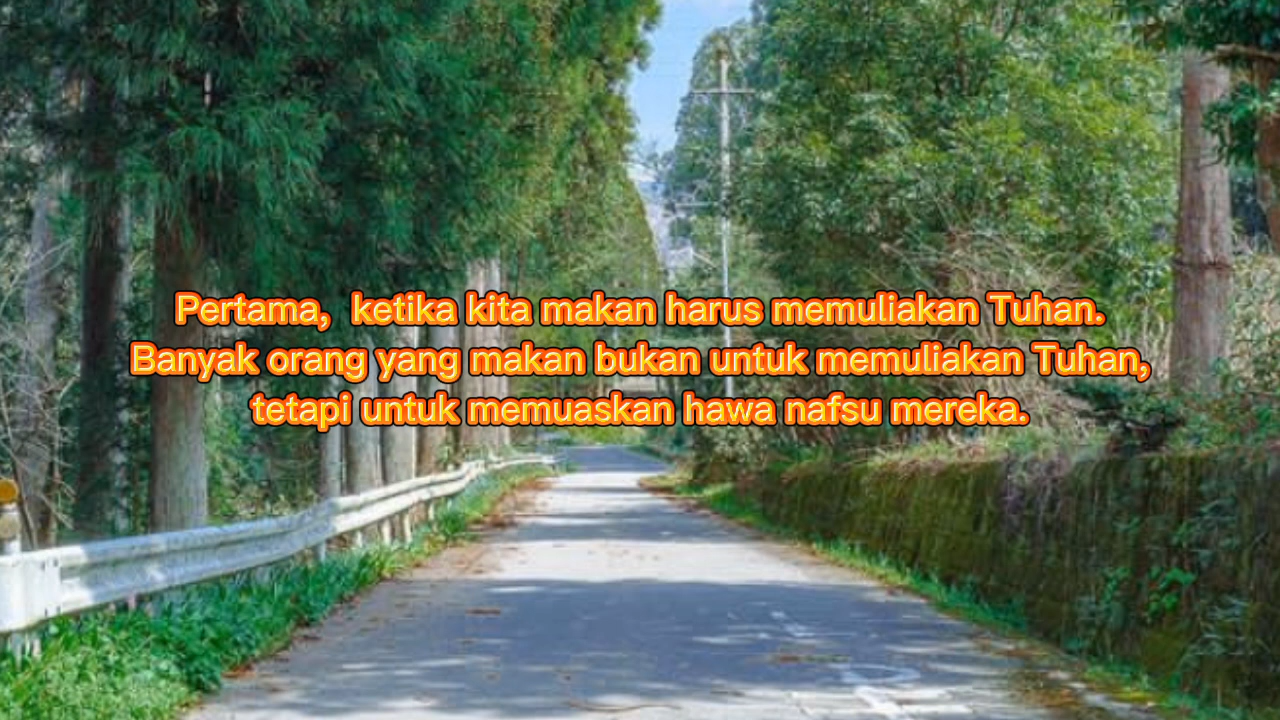 Pertama, ketika kita makan harus memuliakan Tuhan.
Banyak orang yang makan bukan untuk memuliakan Tuhan,
tetapi untuk memuaskan hawa nafsu mereka.